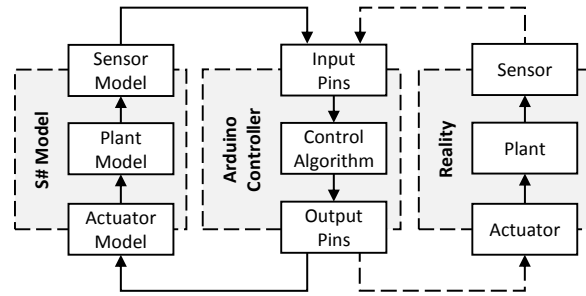 S# Model
Sensor
Model
Plant
Model
Actuator
Model
Arduino
Controller
Input
Pins
Control
Algorithm
Output
Pins
Reality
Sensor
Plant
Actuator